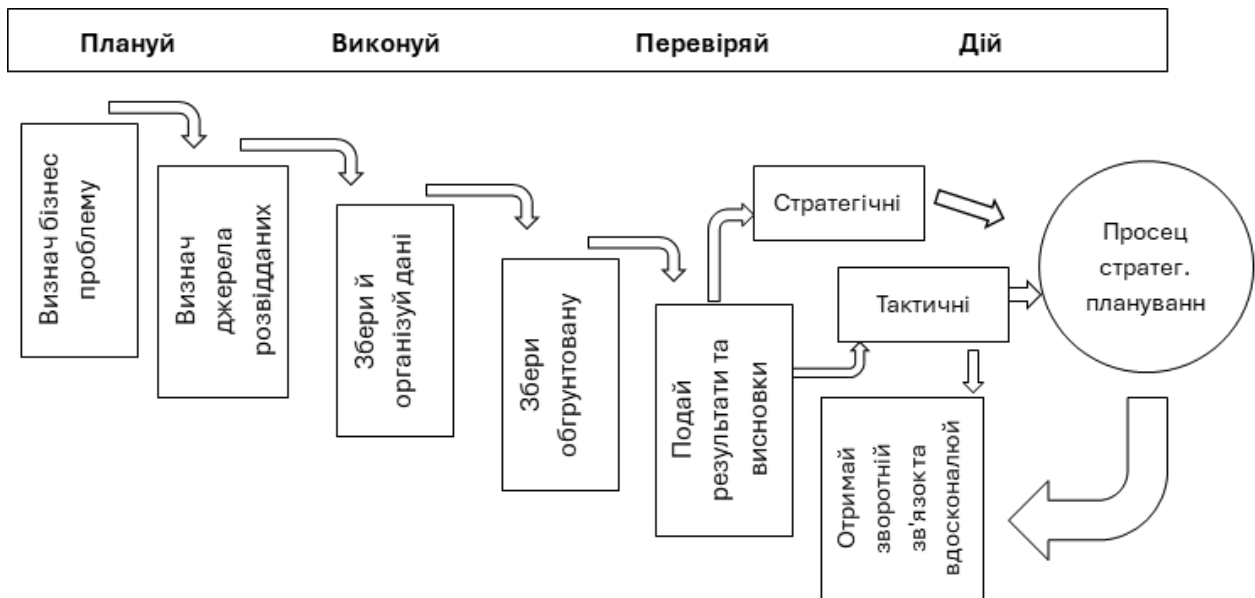 Плануй Виконуй Перевіряй Дій
Визнач бізнес
проблему
Визнач
джерела
розвідданих
Збери й
організуй дані
Збери
обгрунтовану
Подай
результати та
висновки
Стратегічні
Тактичні
Просец
стратег.
плануванн
Отримай
зворотній
зв'язокта
вдосконалюй